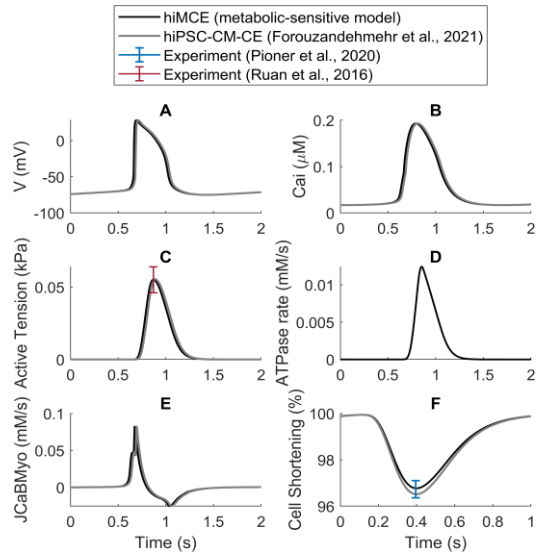 hiMCE (metabolic-sensitive model)
hiPSC-CM-CE (Forouzandehmehr et al., 2021)
Experiment (Pioner et al., 2020)
Experiment (Ruan et al., 2016)
A
V (mV)
0
-50
-100
0 0.5 1 1.5 2
B
Cai (μM)
0.2
0.1
0
0 0.5 1 1.5 2
C
Active Tension (kPa)
0.05
0
0 0.5 1 1.5 2
D
ATPase rate (mM/s)
0.01
0.005
0
0 0.5 1 1.5 2
E
JCaBMyo (mM/s)
0.1
0.05
0
0 0.5 1 1.5 2
Time (s)
F
Cell Shortening (%)
100
98
96
0 0.2 0.4 0.6 0.8 1
Time (s)